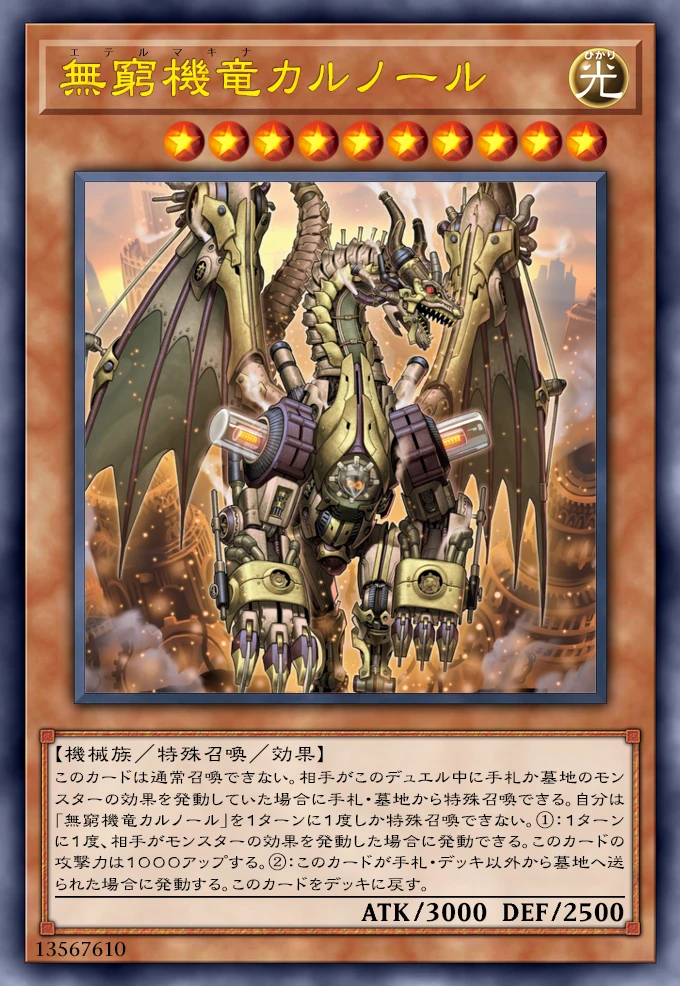 エテルマキナ
無窮機竜カルノール
ひかり
光
【機械族／特殊召喚／効果】
このカードは通常召喚できない。相手がこのデュエル中に手札か墓地のモン
スターの効果を発動していた場合に手札・墓地から特殊召喚できる。自分は
「無窮機竜カルノール」を1ターンに1度しか特殊召喚できない。①：1ターン
に1度、相手がモンスターの効果を発動した場合に発動できる。このカードの
攻撃力は1000アップする。②：このカードが手札・デッキ以外から墓地へ送
られた場合に発動する。このカードをデッキに戻す。
ATK/3000 DEF/2500
13567610